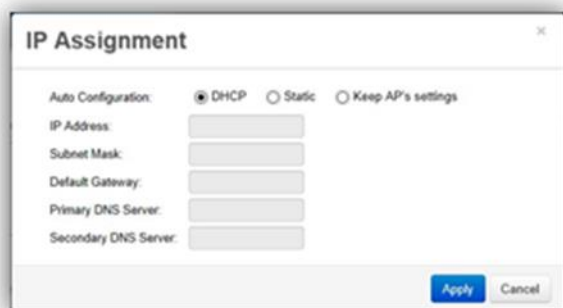 IP Assignment ×
Auto Configuration: DHCP Static Keep AP's settings
IP Address:
Subnet Mask:
Default Gateway:
Primary DNS Server:
Secondary DNS Server:
Apply Cancel